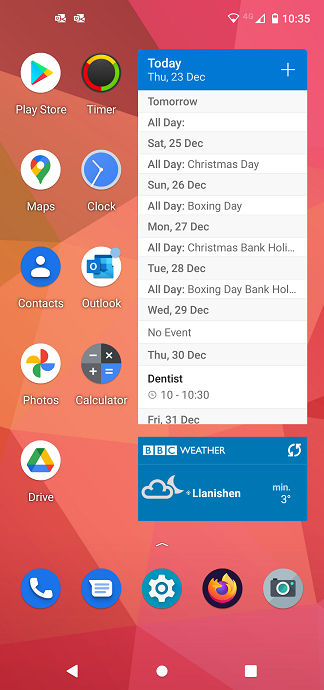 4G 10:35
Play Store
Timer
Maps
Clock
Contacts
Outlook
Photos
Calculator
Drive
Today
Thu, 23 Dec
Tomorrow
All Day:
Sat, 25 Dec
All Day: Christmas Day
Sun, 26 Dec
All Day: Boxing Day
Mon, 27 Dec
All Day: Christmas Bank Holi...
Tue, 28 Dec
All Day: Boxing Day Bank Hol...
Wed, 29 Dec
No Event
Thu, 30 Dec
Dentist
10 - 10:30
Fri, 31 Dec
BBC WEATHER
Llanishen
min.
3°